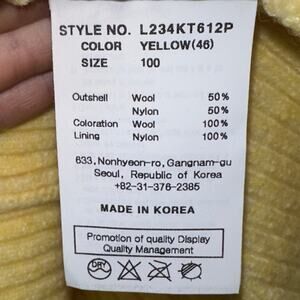 STYLE NO. L234KT612P
COLOR YELLOW(46)
SIZE 100
Outshell Wool 50%
Nylon 50%
Coloration Wool 100%
Lining Nylon 100%
633,Nonhyeon-ro, Gangnam-gu
Seoul, Republic of Korea
+82-31-376-2385
MADE IN KOREA
Promotion of quality Display
Quality Management
DRY